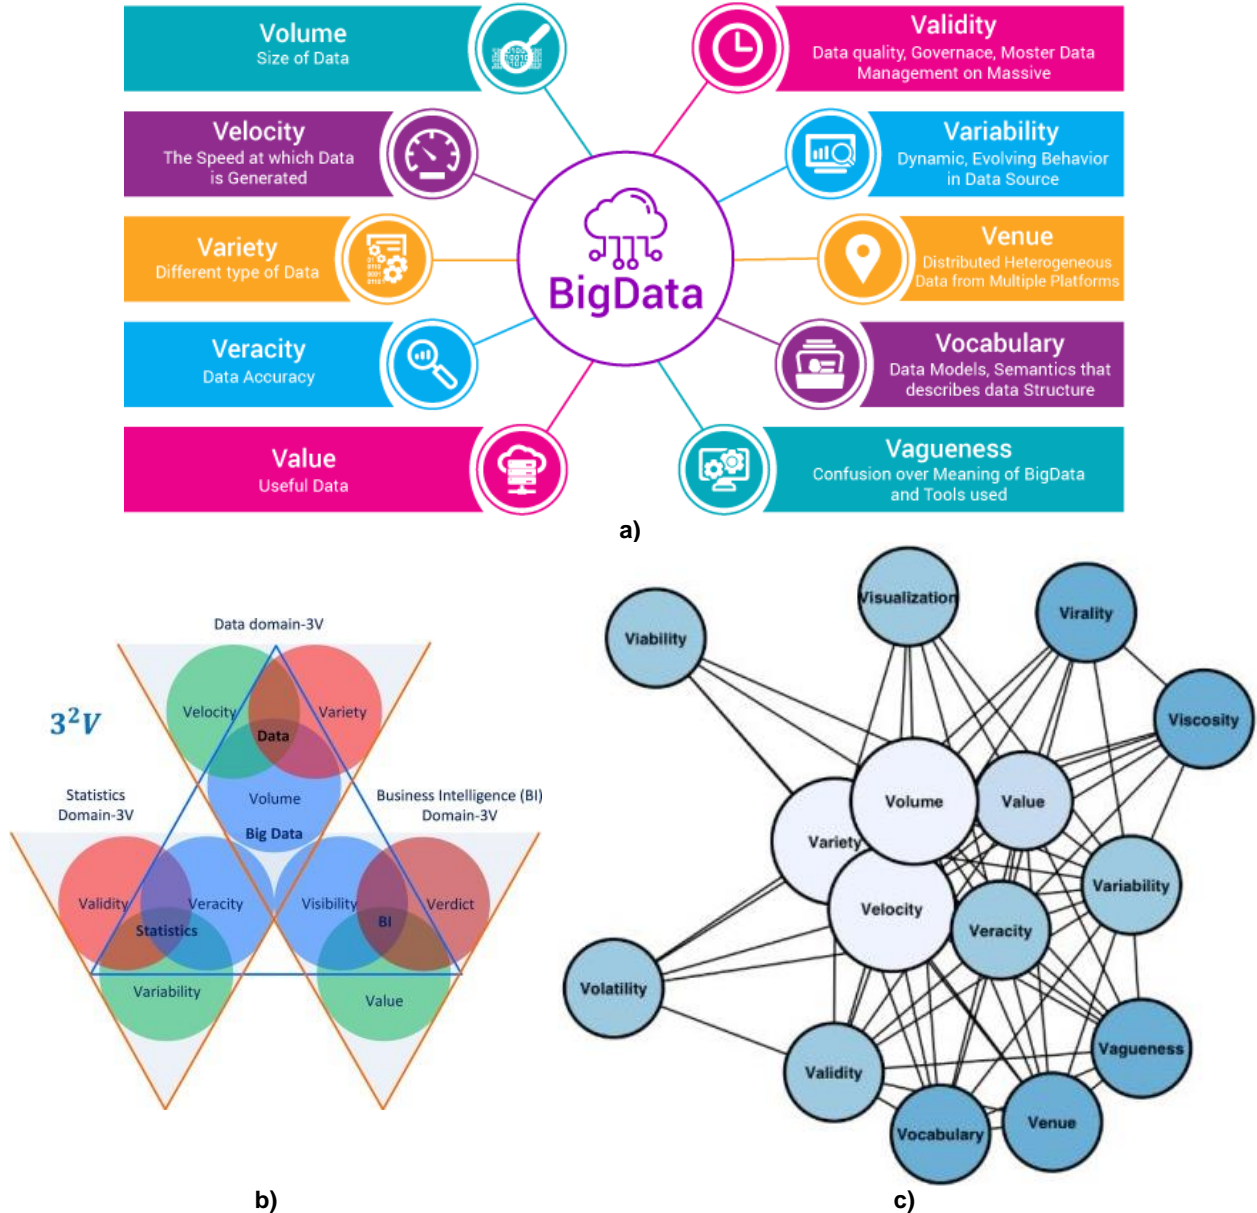 Volume
Size of Data
Velocity
The Speed at which Data
is Generated
Variety
Different type of Data
Veracity
Data Accuracy
Value
Useful Data
BigData
Validity
Data quality, Governace, Moster Data
Management on Massive
Variability
Dynamic, Evolving Behavior
in Data Source
Venue
Distributed Heterogeneous
Data from Multiple Platforms
Vocabulary
Data Models, Semantics that
describes data Structure
Vagueness
Confusion over Meaning of BigData
and Tools used
a)
Data domain-3V
3²V
Velocity
Variety
Data
Volume
Big Data
Statistics
Domain-3V
Business Intelligence (BI)
Domain-3V
Validity
Veracity
Statistics
Variability
Visibility
Verdict
BI
Value
b)
Visualization
Virality
Viability
Viscosity
Volume
Value
Variety
Variability
Velocity
Veracity
Volatility
Vagueness
Validity
Venue
Vocabulary
c)